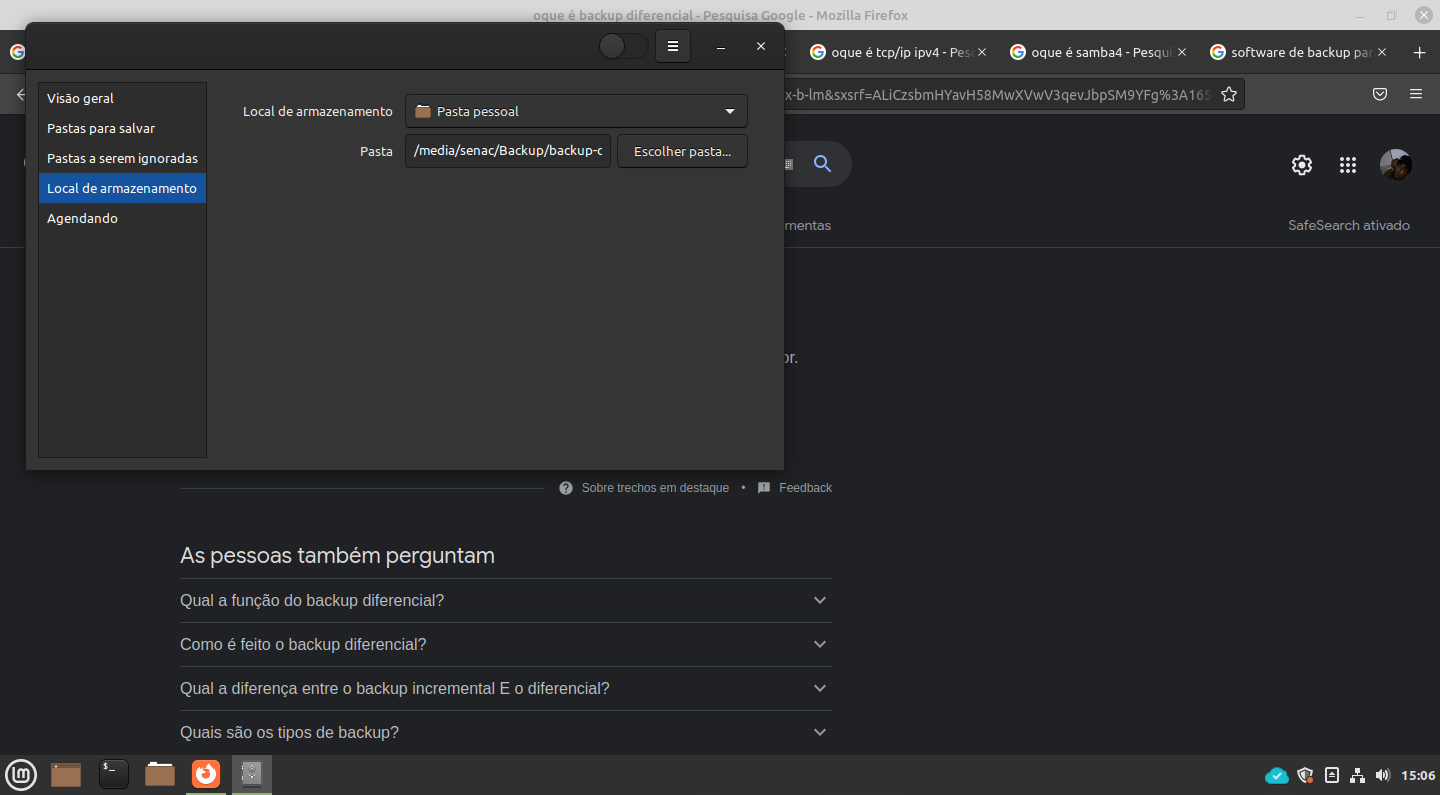 oque é backup diferencial - Pesquisa Google - Mozilla Firefox
oque é tcp/ip ipv4 - Pesq
oque é samba4 - Pesquis
software de backup par
x-b-lm&sxsrf=ALiCzsbmHYavH58MwXVwV3qevJbpSM9YFg%3A165
Visão geral
Pastas para salvar
Pastas a serem ignoradas
Local de armazenamento
Agendando
Local de armazenamento
Pasta pessoal
Pasta
/media/senac/Backup/backup-c
Escolher pasta...
mentas
SafeSearch ativado
or.
Sobre trechos em destaque
•
Feedback
As pessoas também perguntam
Qual a função do backup diferencial?
Como é feito o backup diferencial?
Qual a diferença entre o backup incremental E o diferencial?
Quais são os tipos de backup?
15:06